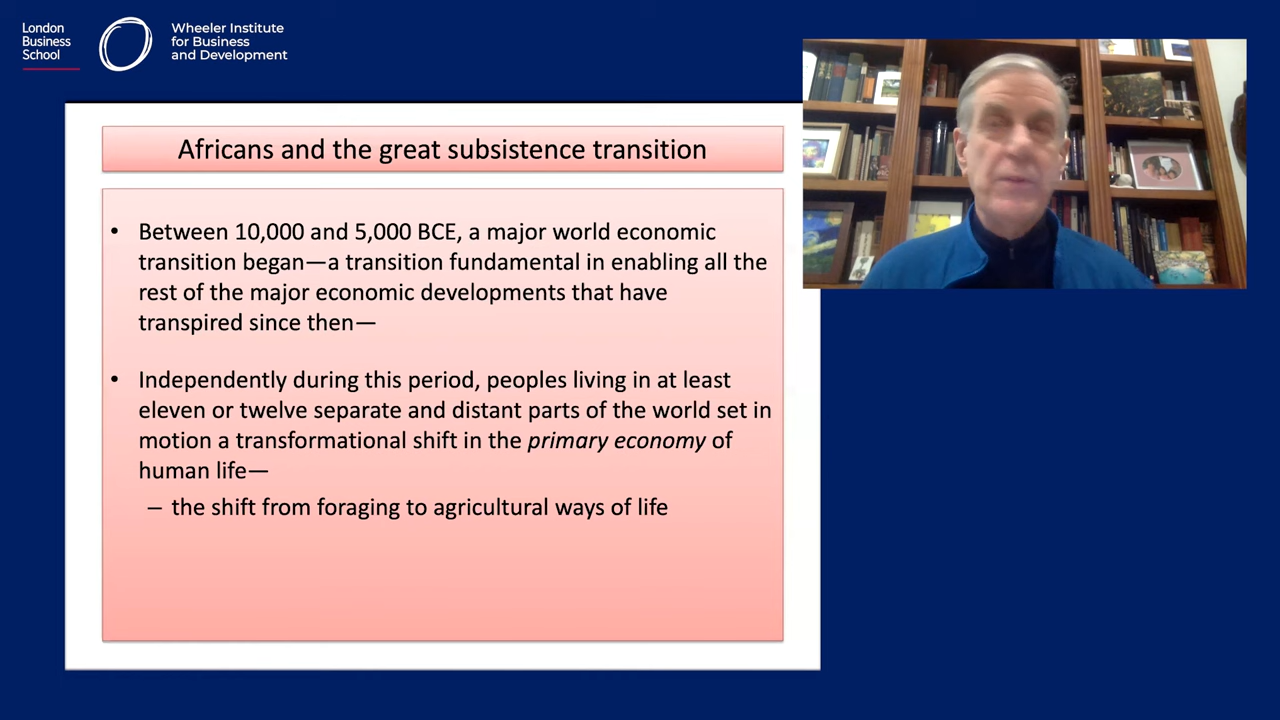 London
Business
School
Wheeler Institute
for Business
and Development
Africans and the great subsistence transition
• Between 10,000 and 5,000 BCE, a major world economic
transition began—a transition fundamental in enabling all the
rest of the major economic developments that have
transpired since then—
• Independently during this period, peoples living in at least
eleven or twelve separate and distant parts of the world set in
motion a transformational shift in the primary economy of
human life—
– the shift from foraging to agricultural ways of life